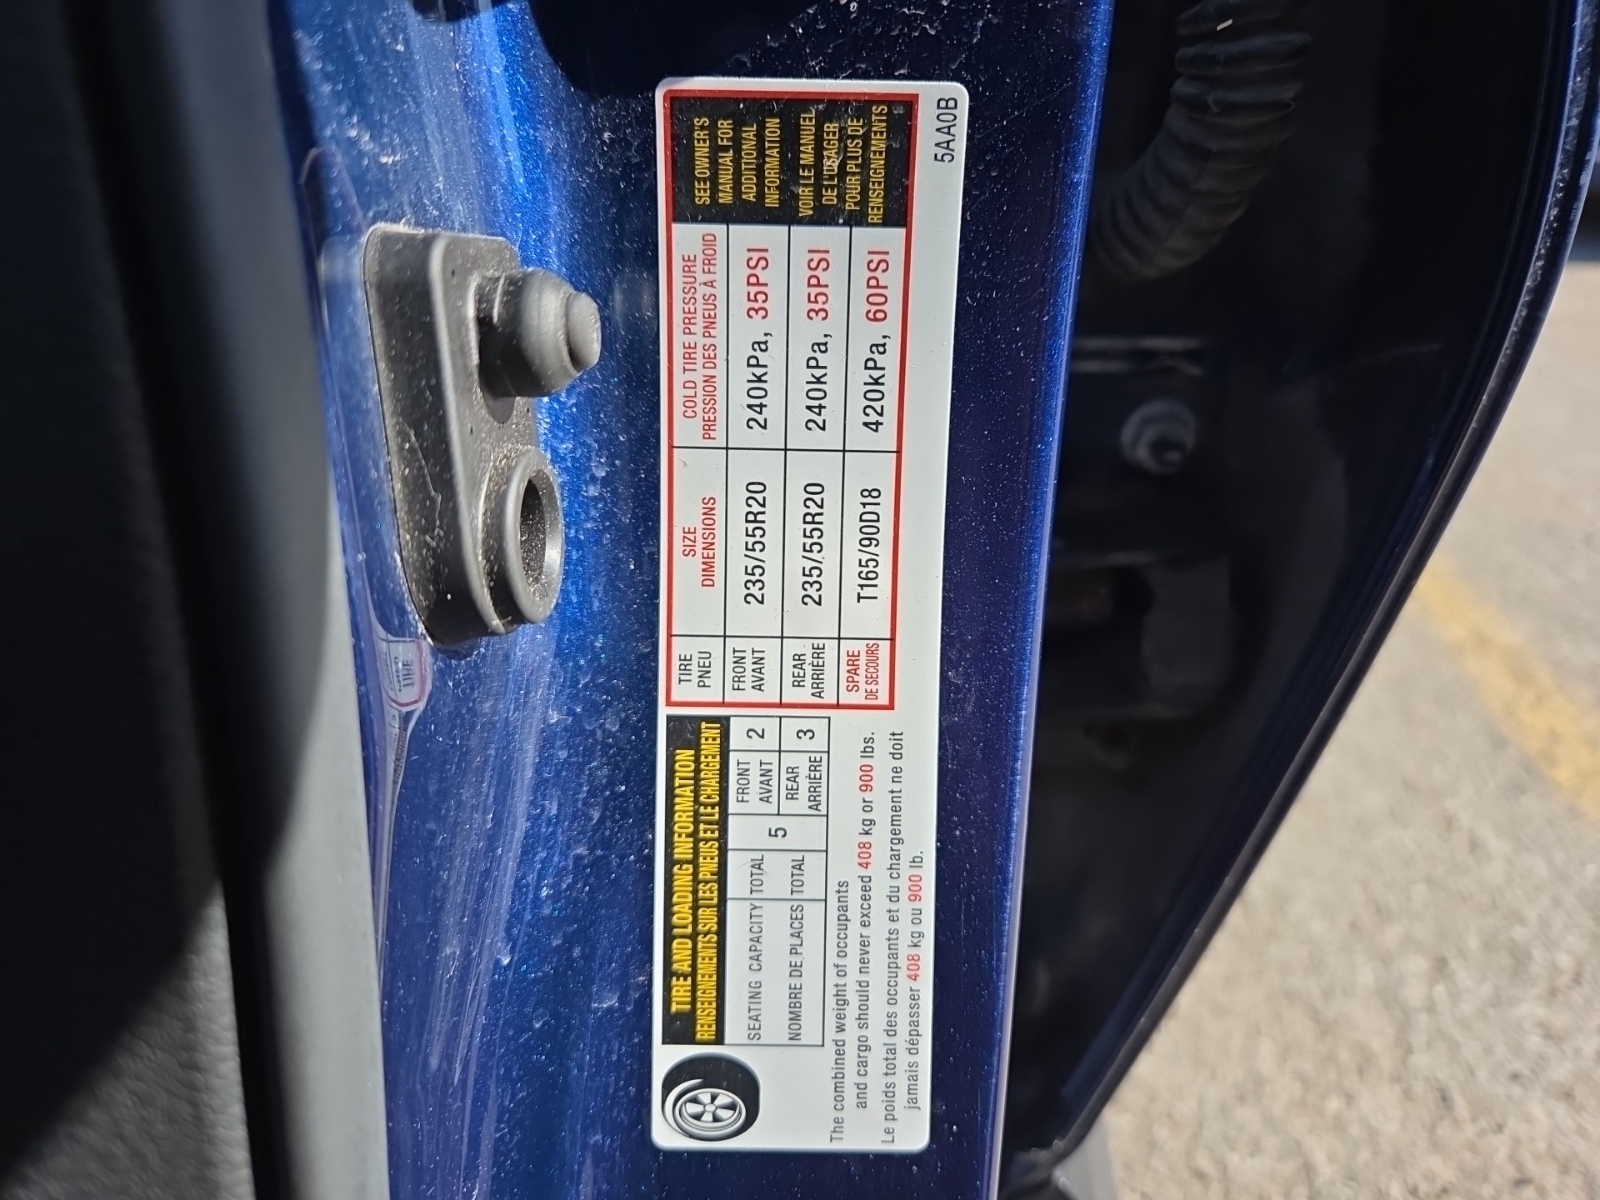 TIRE AND LOADING INFORMATION
RENSEIGNEMENTS SUR LES PNEUS ET LE CHARGEMENT
SEATING CAPACITY
NOMBRE DE PLACES
TOTAL
TOTAL
5
FRONT
AVANT
2
REAR
ARRIÈRE
3
The combined weight of occupants
and cargo should never exceed 408 kg or 900 lbs.
Le poids total des occupants et du chargement ne doit
jamais dépasser 408 kg ou 900 lb.
TIRE
PNEU
SIZE
DIMENSIONS
COLD TIRE PRESSURE
PRESSION DES PNEUS À FROID
FRONT
AVANT
235/55R20
240kPa, 35PSI
REAR
ARRIÈRE
235/55R20
240kPa, 35PSI
SPARE
DE SECOURS
T165/90D18
420kPa, 60PSI
SEE OWNER'S
MANUAL FOR
ADDITIONAL
INFORMATION
VOIR LE MANUEL
DE L'USAGER
POUR PLUS DE
RENSEIGNEMENTS
5AA0B